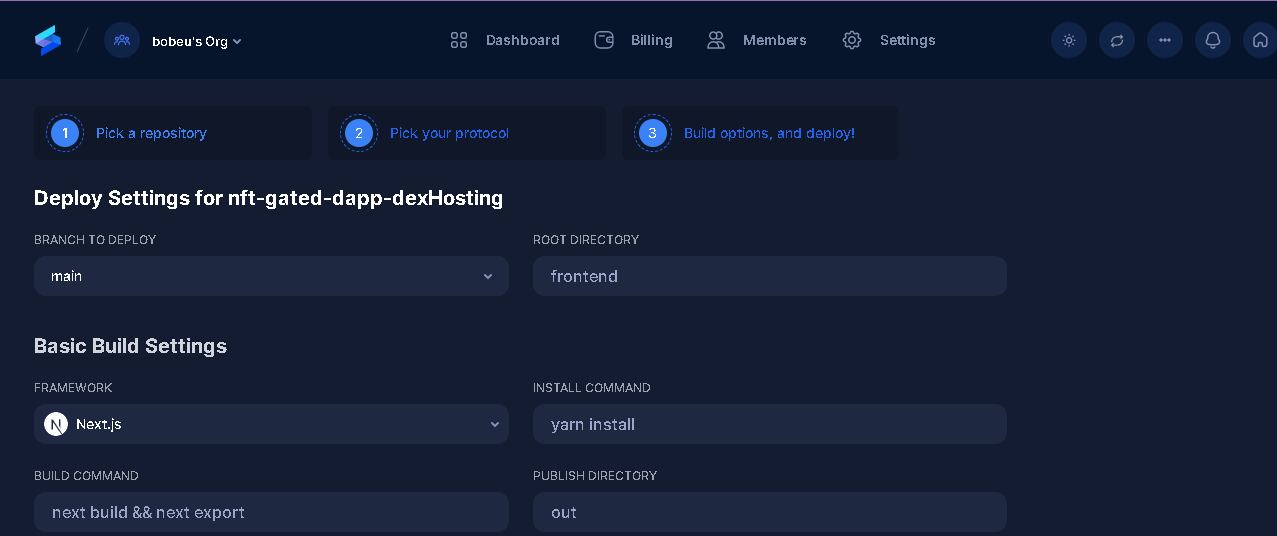 bobeu's Org Dashboard Billing Members Settings
1 Pick a repository 2 Pick your protocol 3 Build options, and deploy!
Deploy Settings for nft-gated-dapp-dexHosting
BRANCH TO DEPLOY ROOT DIRECTORY
main frontend
Basic Build Settings
FRAMEWORK INSTALL COMMAND
N Next.js yarn install
BUILD COMMAND PUBLISH DIRECTORY
next build && next export out